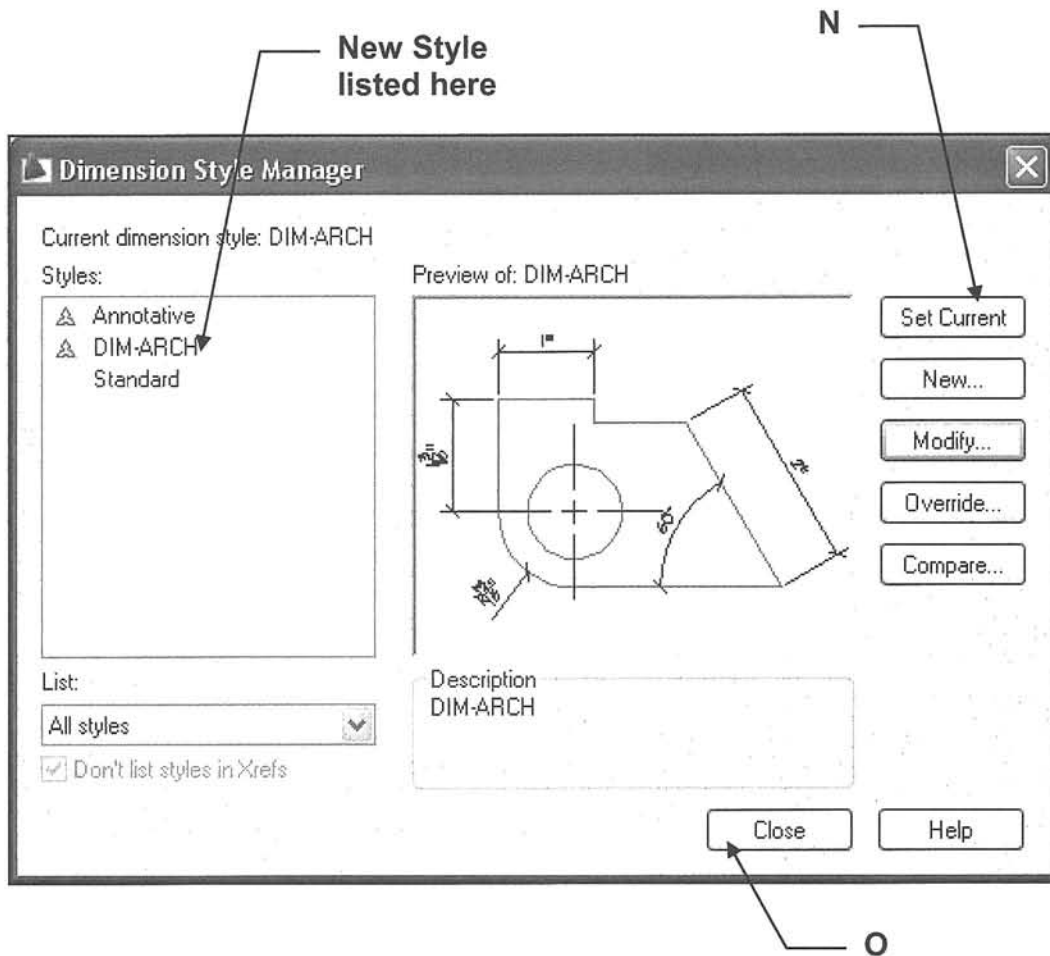 N
New Style
listed here
Dimension Style Manager
Current dimension style: DIM-ARCH
Styles:
Annotative
DIM-ARCH
Standard
Preview of: DIM-ARCH
1"
60°
Set Current
New...
Modify...
Override...
Compare...
List:
All styles
Don't list styles in Xrefs
Description
DIM-ARCH
Close
Help
O